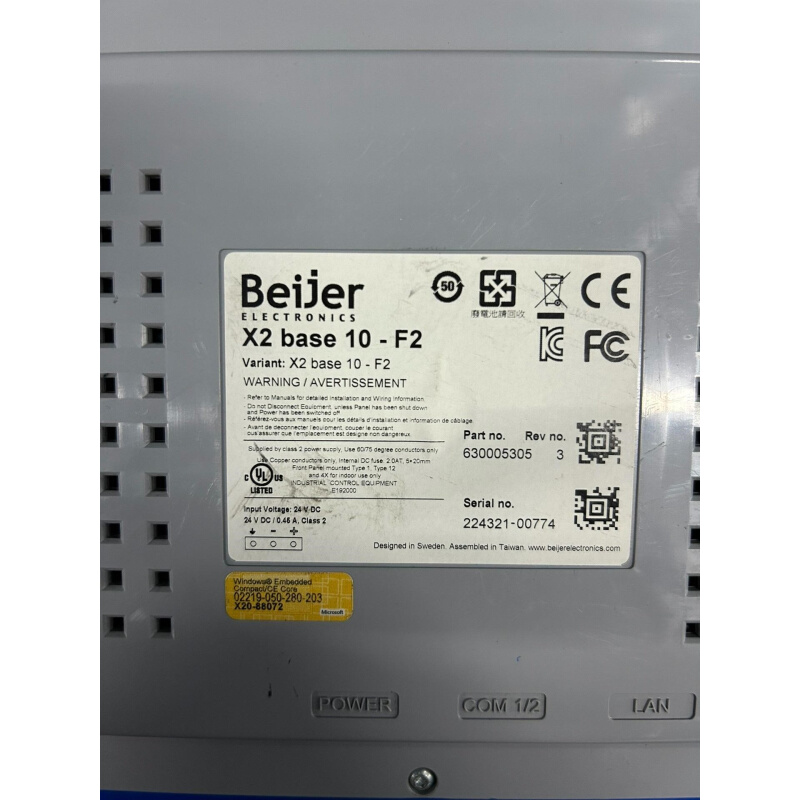 Beijer
ELECTRONICS
50
廢電池請回收
X2 base 10 - F2
Variant: X2 base 10 - F2
WARNING / AVERTISSEMENT
- Refer to Manuals for detailed Installation and Wiring Information.
- Do not Disconnect Equipment, unless Panel has been shut down
and Power has been switched off
- Référez-vous aux manuels pour les détails d'installation et information de câblage.
- Avant de deconnecter l'equipment, couper le courant
ous'assurer que l'emplacement est designe non dangereux.
Supplied by class 2 power supply. Use 60/75 degree conductors only
Use Copper conductors only, Internal DC fuse, 2.0AT, 5×20mm
Front Panel mounted Type 1, Type 12
and 4X for indoor use only
INDUSTRIAL CONTROL EQUIPMENT
E192000
C UL US
LISTED
Input Voltage: 24 V DC
24 V DC / 0.45 A, Class 2
CE
KC FC
Part no. Rev no.
630005305 3
Serial no.
224321-00774
Designed in Sweden. Assembled in Taiwan. www.beijerelectronics.com
Windows® Embedded
Compact/CE Core
02219-050-280-203
X20-88072
Microsoft
POWER
COM 1/2
LAN